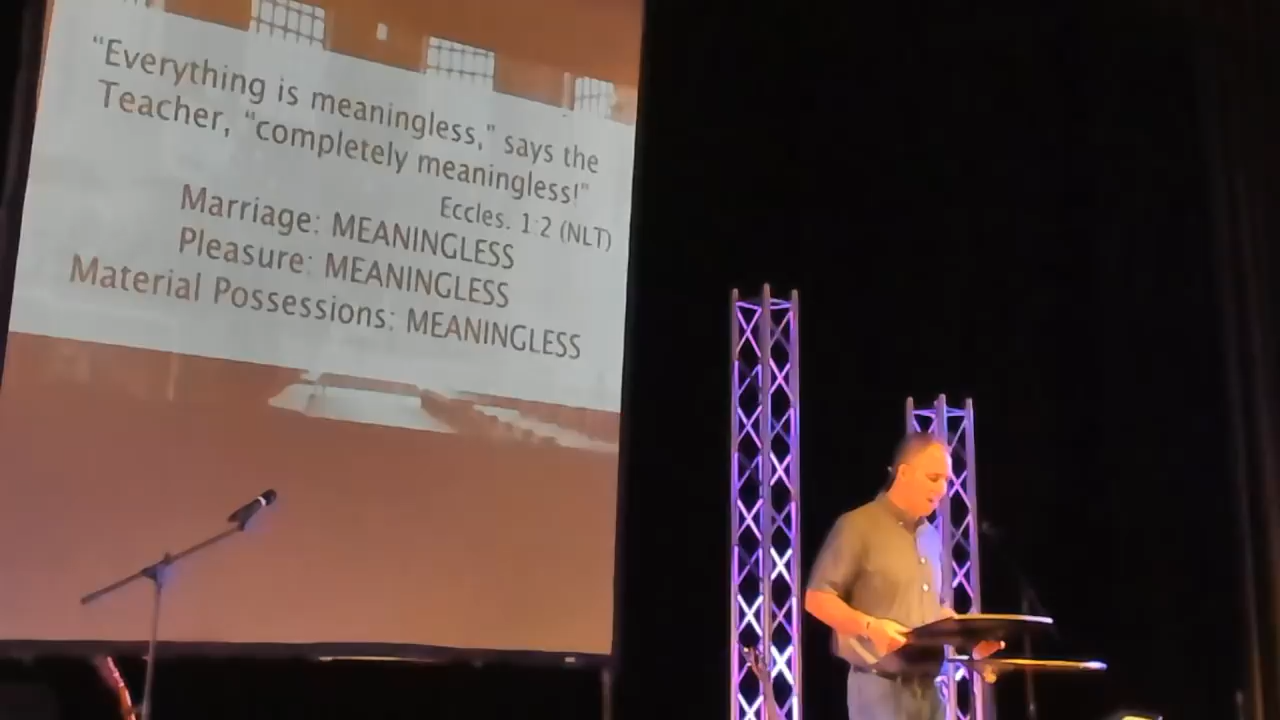 “Everything is meaningless,” says the
Teacher, “completely meaningless!”
Eccles. 1:2 (NLT)
Marriage: MEANINGLESS
Pleasure: MEANINGLESS
Material Possessions: MEANINGLESS